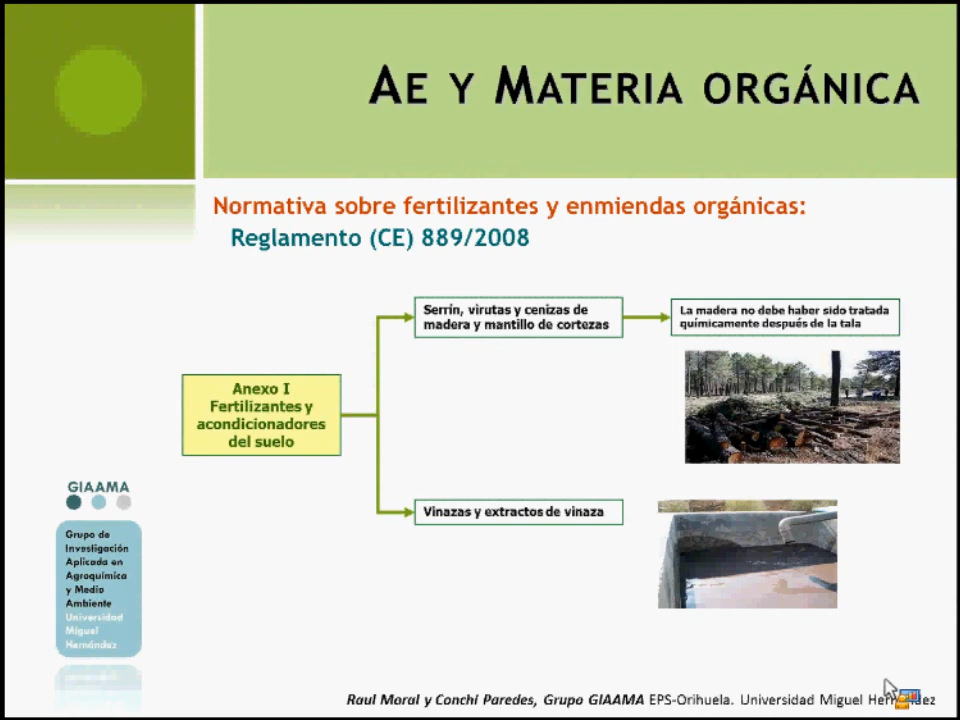 AE Y MATERIA ORGÁNICA
Normativa sobre fertilizantes y enmiendas orgánicas:
Reglamento (CE) 889/2008
Serrín, virutas y cenizas de
madera y mantillo de cortezas
La madera no debe haber sido tratada
químicamente después de la tala
Anexo I
Fertilizantes y
acondicionadores
del suelo
Vinazas y extractos de vinaza
GIAAMA
Grupo de
Investigación
Aplicada en
Agroquímica
y Medio
Ambiente
Universidad
Miguel
Hernández
Raul Moral y Conchi Paredes, Grupo GIAAMA EPS-Orihuela. Universidad Miguel Hernández